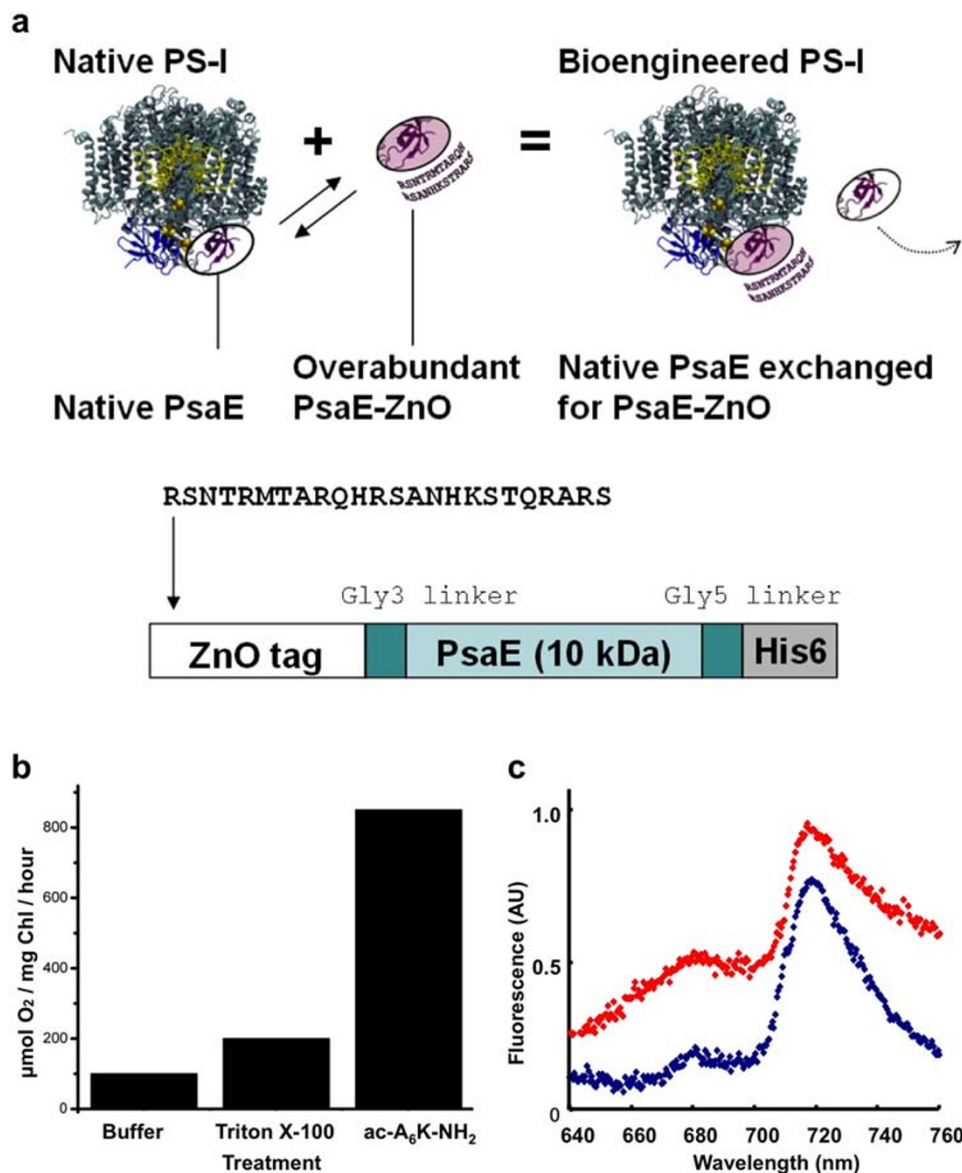 a
Native PS-I
Bioengineered PS-I
+
=
RSNTRMTARQH
RSANHKSTRARS
RSNTRMTARQH
RSANHKSTRARS
Native PsaE
Overabundant
PsaE-ZnO
Native PsaE exchanged
for PsaE-ZnO
RSNTRMTARQHRSANHKSTQRARS
Gly3 linker
Gly5 linker
ZnO tag
PsaE (10 kDa)
His6
b
µmol O₂ / mg Chl / hour
800
600
400
200
0
Buffer
Triton X-100
ac-A₆K-NH₂
Treatment
c
Fluorescence (AU)
1.0
0.5
0
640
660
680
700
720
740
760
Wavelength (nm)